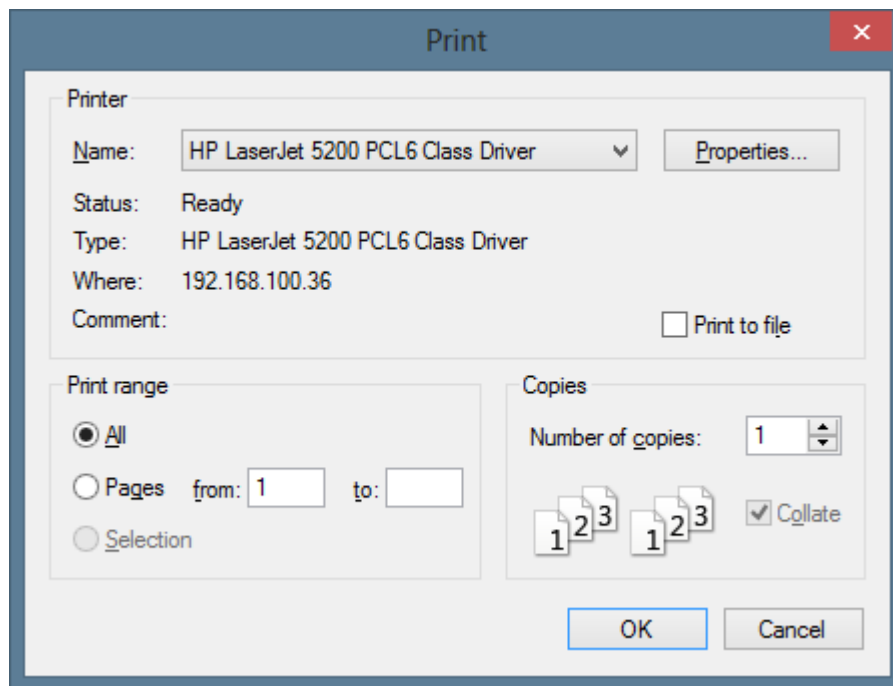 Print
Printer
Name: HP LaserJet 5200 PCL6 Class Driver Properties...
Status: Ready
Type: HP LaserJet 5200 PCL6 Class Driver
Where: 192.168.100.36
Comment: Print to file
Print range
All
Pages from: 1 to:
Selection
Copies
Number of copies: 1
1 2 3 1 2 3 Collate
OK Cancel